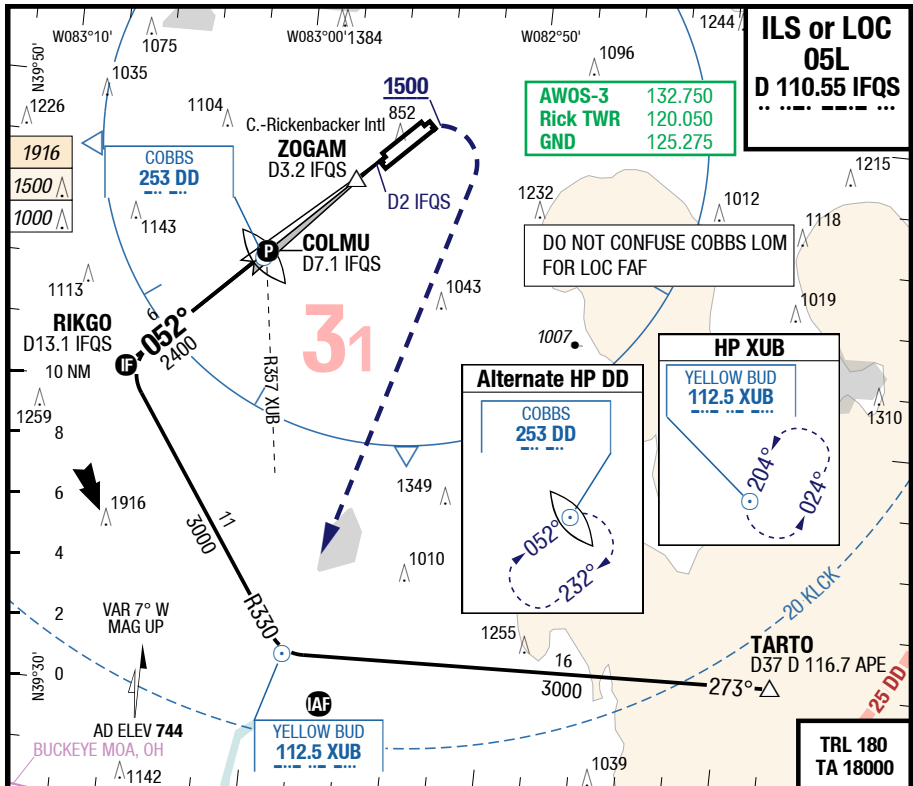 W083°10'
1075
W083°00'
1384
W082°50'
1244
ILS or LOC
05L
D 110.55 IFQS
N39°50'
1035
1096
1226
1104
1500
852
C.-Rickenbacker Intl
ZOGAM
D3.2 IFQS
AWOS-3 132.750
Rick TWR 120.050
GND 125.275
1916
1500
1000
COBBS
253 DD
D2 IFQS
1215
1232
1012
1143
P
COLMU
D7.1 IFQS
1118
DO NOT CONFUSE COBBS LOM
FOR LOC FAF
1113
1043
1019
RIKGO
D13.1 IFQS
6
052°
2400
31
R357 XUB
1007
IF
10 NM
1259
8
6
4
2
0
Alternate HP DD
COBBS
253 DD
052°
232°
HP XUB
YELLOW BUD
112.5 XUB
204°
024°
1310
1916
11
3000
1349
1010
20 KLCK
VAR 7° W
MAG UP
R330
1255
TARTO
D37 D 116.7 APE
N39°30'
16
3000
273°
25 DD
IAF
AD ELEV 744
BUCKEYE MOA, OH
YELLOW BUD
112.5 XUB
1142
1039
TRL 180
TA 18000